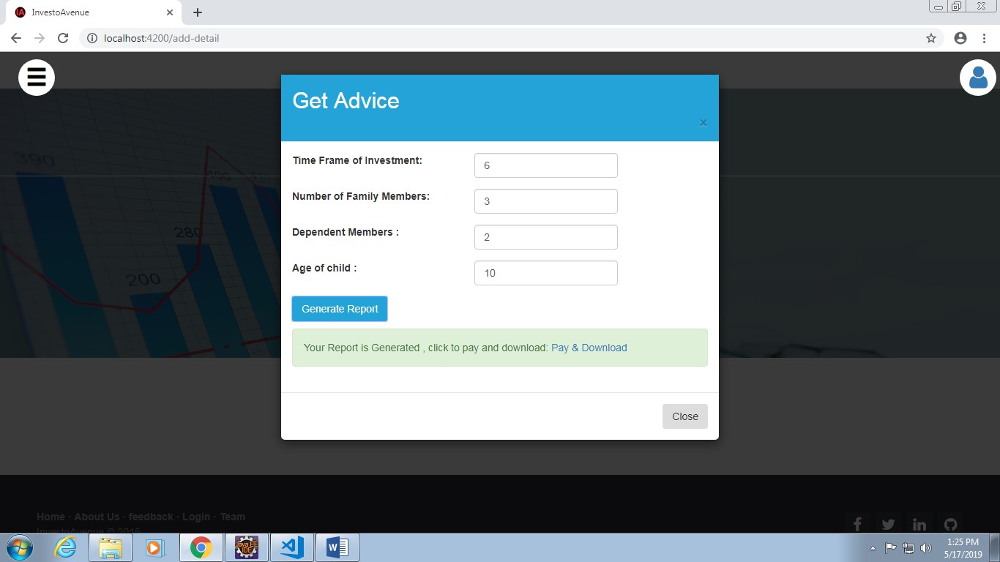 IA InvestoAvenue
localhost:4200/add-detail
Get Advice
×
Time Frame of Investment: 6
Number of Family Members: 3
Dependent Members : 2
Age of child : 10
Generate Report
Your Report is Generated , click to pay and download: Pay & Download
Close
390
100
280
200
Home · About Us · feedback · Login · Team
InvestoAvenue © 2015
Java EE
IDE
W
1:25 PM
5/17/2019